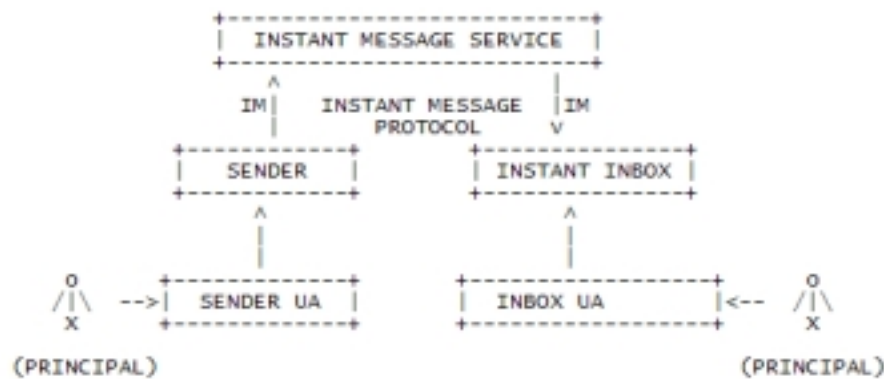 INSTANT MESSAGE SERVICE
IM INSTANT MESSAGE IM
PROTOCOL
SENDER INSTANT INBOX
SENDER UA INBOX UA
(PRINCIPAL) (PRINCIPAL)